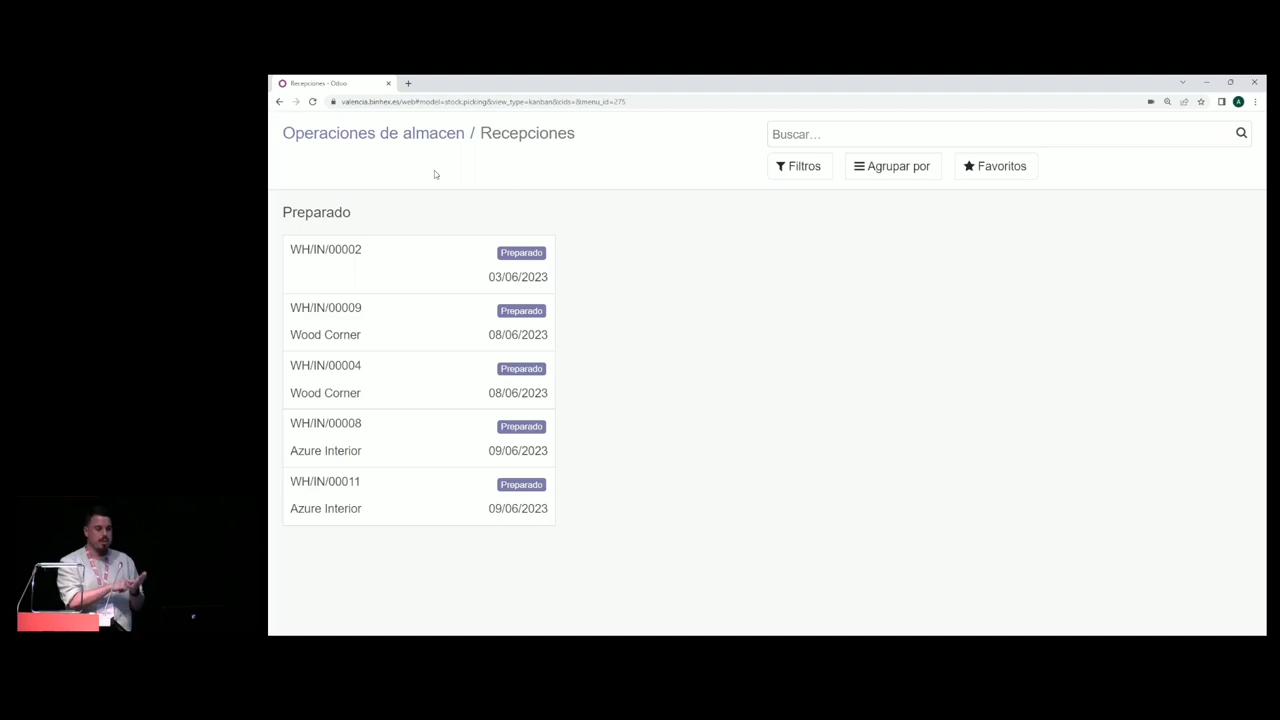 Recepciones - Odoo
valencia.binhex.es/web#model=stock.picking&view_type=kanban&cids=&menu_id=275
Operaciones de almacen / Recepciones
Buscar...
Filtros
Agrupar por
Favoritos
Preparado
WH/IN/00002
Preparado
03/06/2023
WH/IN/00009
Preparado
Wood Corner
08/06/2023
WH/IN/00004
Preparado
Wood Corner
08/06/2023
WH/IN/00008
Preparado
Azure Interior
09/06/2023
WH/IN/00011
Preparado
Azure Interior
09/06/2023